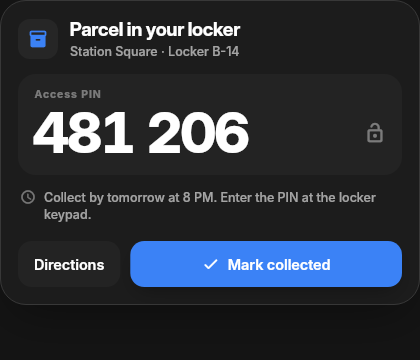 Parcel in your locker
Station Square · Locker B-14
Access PIN
481 206
Collect by tomorrow at 8 PM. Enter the PIN at the locker
keypad.
Directions
Mark collected